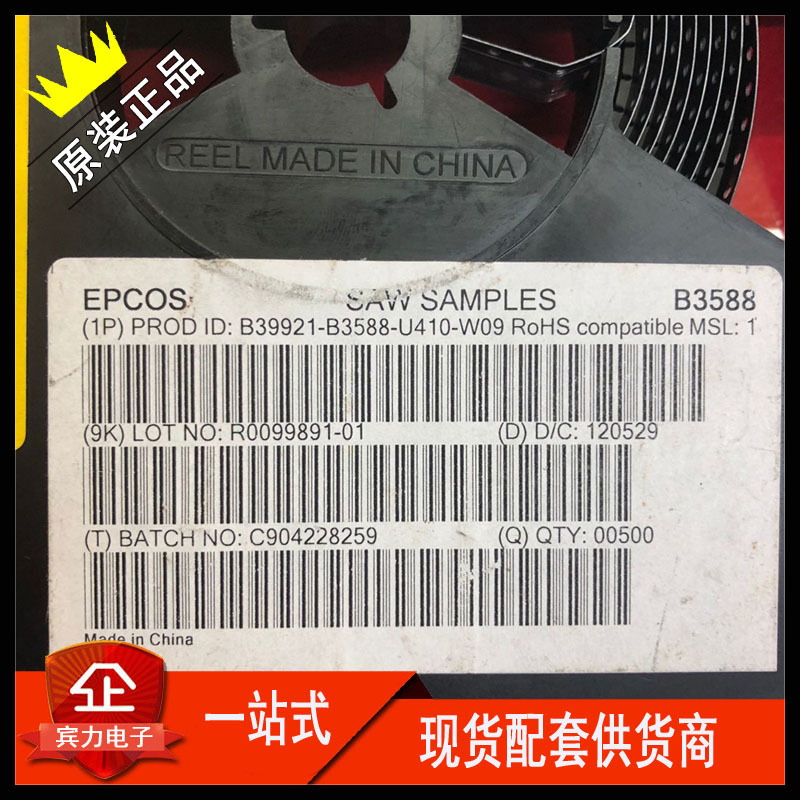 原装正品
REEL MADE IN CHINA
EPCOS SAW SAMPLES B3588
(1P) PROD ID: B39921-B3588-U410-W09 RoHS compatible MSL: 1
(9K) LOT NO: R0099891-01 (D) D/C: 120529
(T) BATCH NO: C904228259 (Q) QTY: 00500
Made in China
企
宾力电子
一站式
现货配套供货商